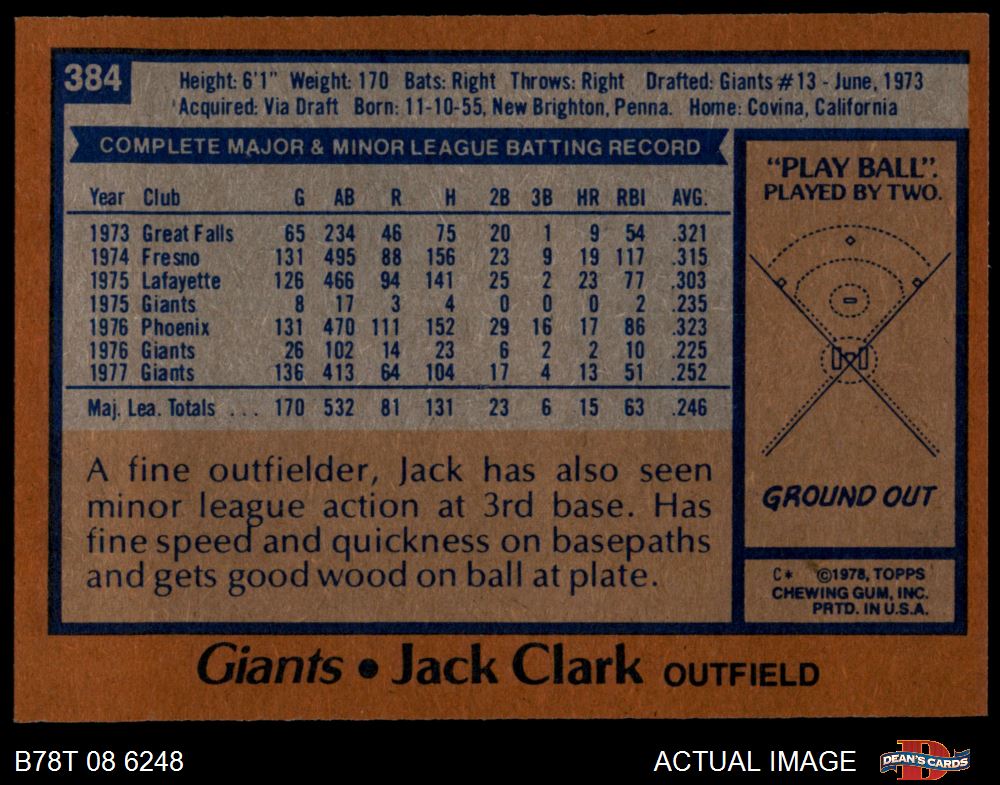 384
Height: 6'1" Weight: 170 Bats: Right Throws: Right Drafted: Giants #13 - June, 1973
Acquired: Via Draft Born: 11-10-55, New Brighton, Penna. Home: Covina, California
COMPLETE MAJOR & MINOR LEAGUE BATTING RECORD
Year Club G AB R H 2B 3B HR RBI AVG.
1973 Great Falls 65 234 46 75 20 1 9 54 .321
1974 Fresno 131 495 88 156 23 9 19 117 .315
1975 Lafayette 126 466 94 141 25 2 23 77 .303
1975 Giants 8 17 3 4 0 0 0 2 .235
1976 Phoenix 131 470 111 152 29 16 17 86 .323
1976 Giants 26 102 14 23 6 2 2 10 .225
1977 Giants 136 413 64 104 17 4 13 51 .252
Maj. Lea. Totals . . . 170 532 81 131 23 6 15 63 .246
A fine outfielder, Jack has also seen
minor league action at 3rd base. Has
fine speed and quickness on basepaths
and gets good wood on ball at plate.
"PLAY BALL".
PLAYED BY TWO.
GROUND OUT
C* ©1978, TOPPS
CHEWING GUM, INC.
PRTD. IN U.S.A.
Giants • Jack Clark OUTFIELD
B78T 08 6248
ACTUAL IMAGE
D
DEAN'S CARDS